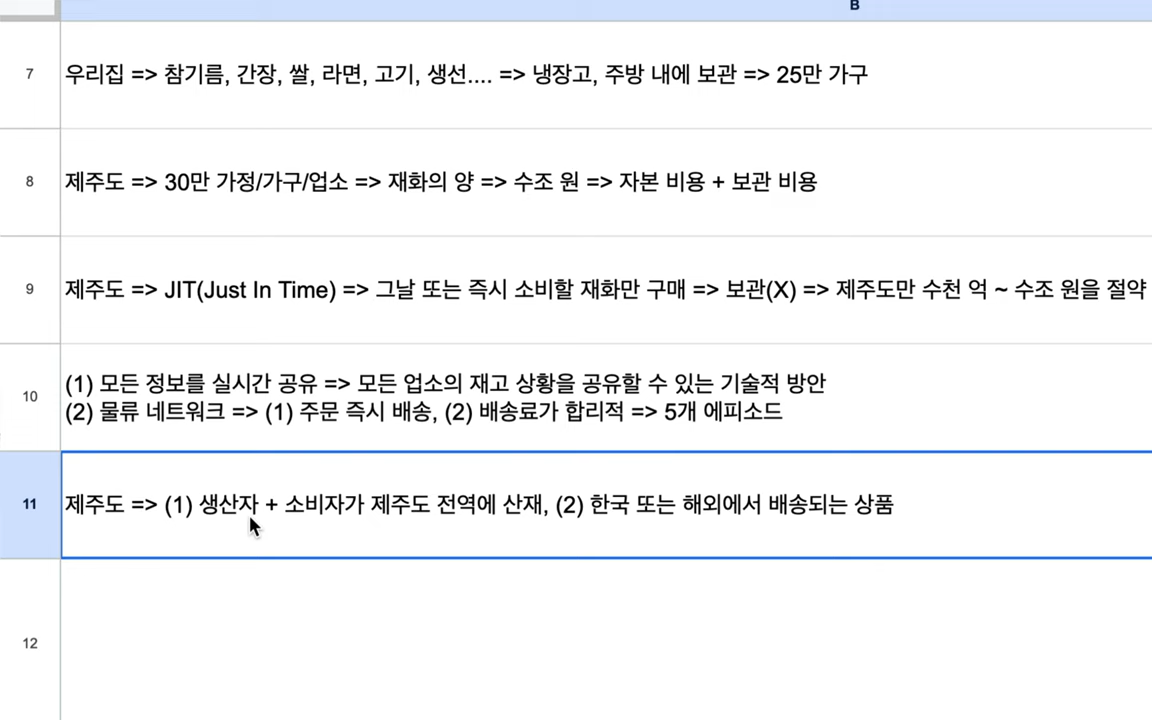 B
7
우리집 => 참기름, 간장, 쌀, 라면, 고기, 생선.... => 냉장고, 주방 내에 보관 => 25만 가구
8
제주도 => 30만 가정/가구/업소 => 재화의 양 => 수조 원 => 자본 비용 + 보관 비용
9
제주도 => JIT(Just In Time) => 그날 또는 즉시 소비할 재화만 구매 => 보관(X) => 제주도만 수천 억 ~ 수조 원을 절약
10
(1) 모든 정보를 실시간 공유 => 모든 업소의 재고 상황을 공유할 수 있는 기술적 방안
(2) 물류 네트워크 => (1) 주문 즉시 배송, (2) 배송료가 합리적 => 5개 에피소드
11
제주도 => (1) 생산자 + 소비자가 제주도 전역에 산재, (2) 한국 또는 해외에서 배송되는 상품
12